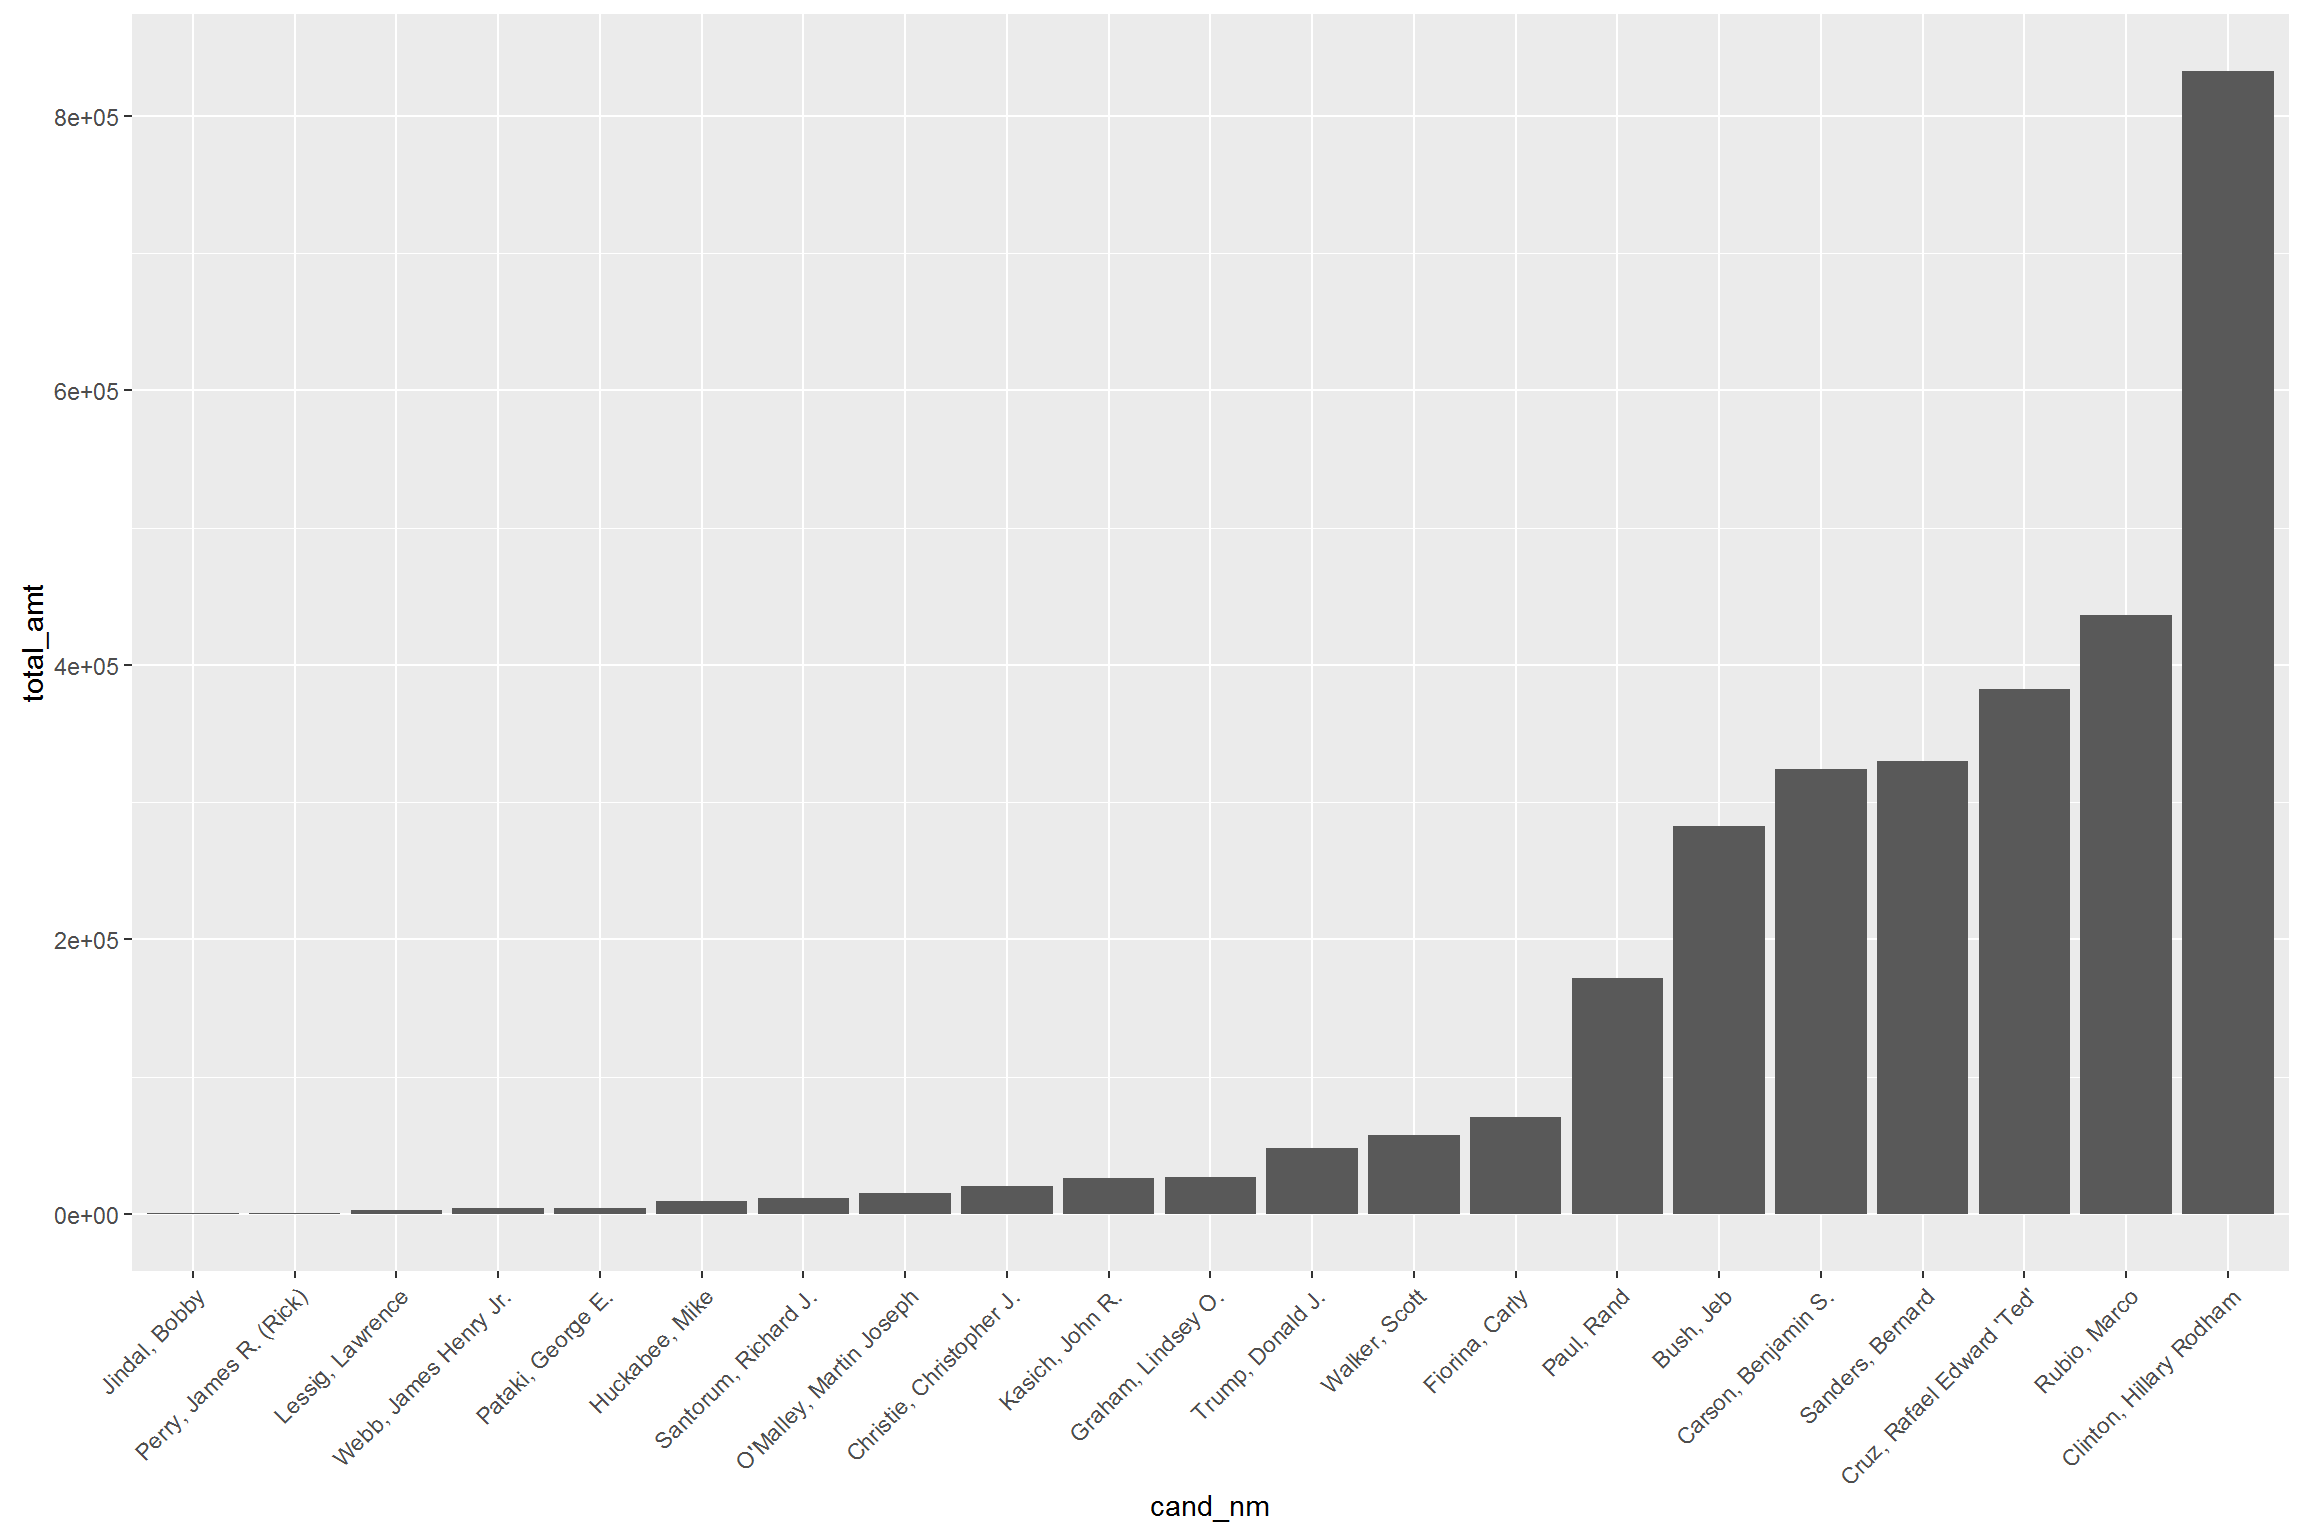 8e+05
6e+05
4e+05
2e+05
0e+00
total_amt
Jindal, Bobby
Perry, James R. (Rick)
Lessig, Lawrence
Webb, James Henry Jr.
Pataki, George E.
Huckabee, Mike
Santorum, Richard J.
O'Malley, Martin Joseph
Christie, Christopher J.
Kasich, John R.
Graham, Lindsey O.
Trump, Donald J.
Walker, Scott
Fiorina, Carly
Paul, Rand
Bush, Jeb
Carson, Benjamin S.
Sanders, Bernard
Cruz, Rafael Edward 'Ted'
Rubio, Marco
Clinton, Hillary Rodham
cand_nm